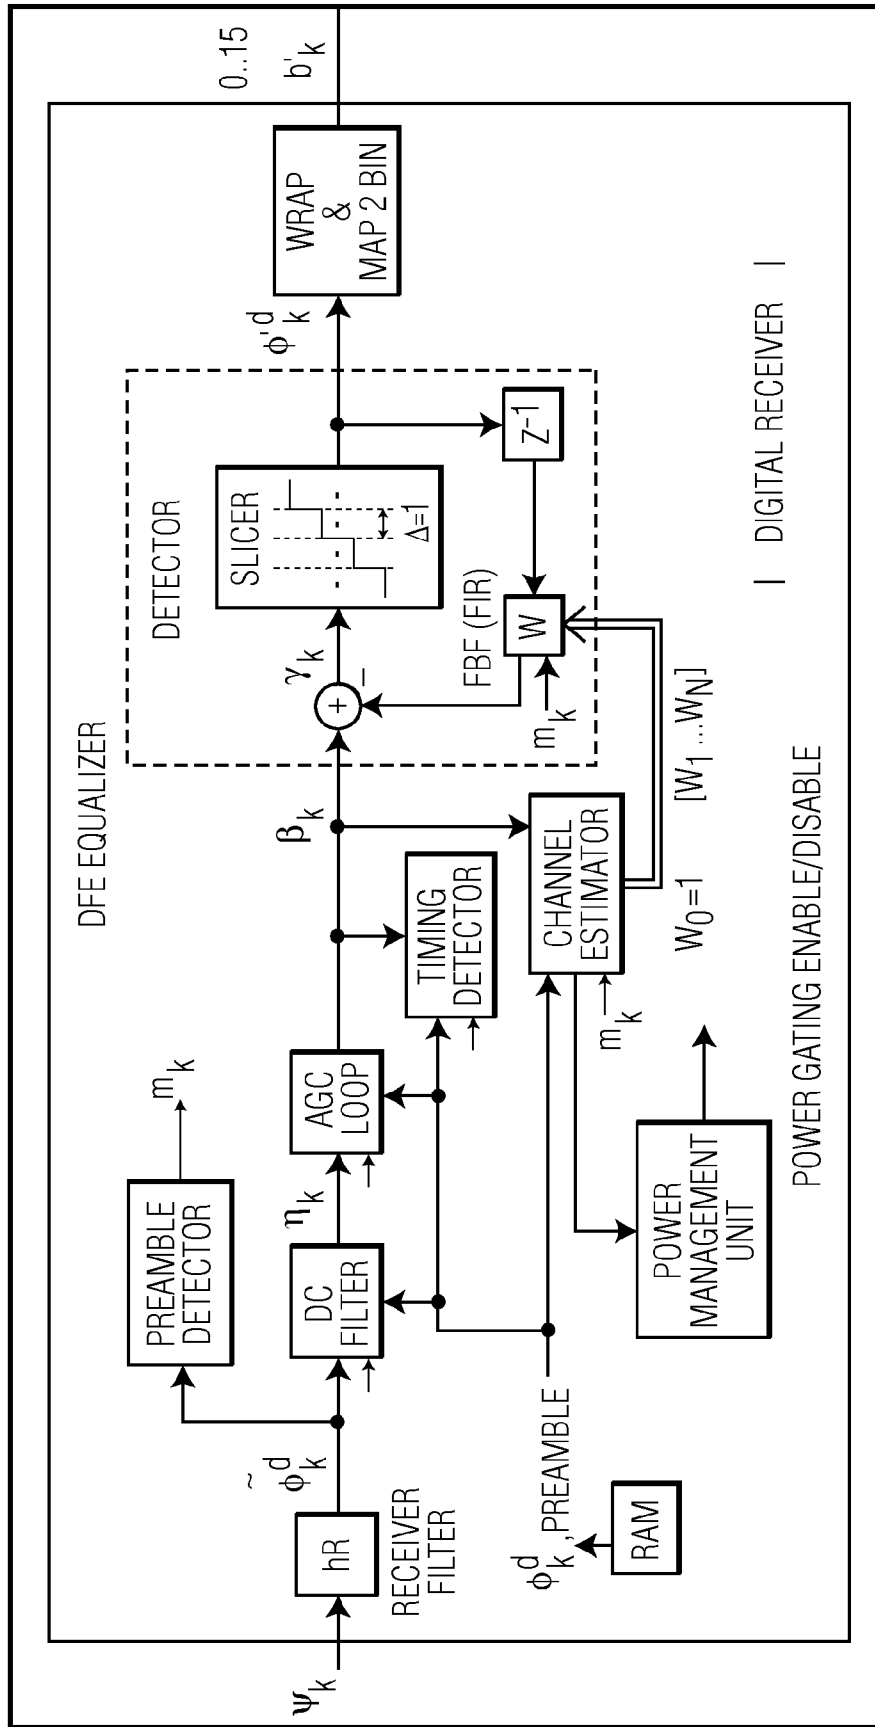 DFE EQUALIZER
Ψk
hR
RECEIVER
FILTER
~
ϕdk
PREAMBLE
DETECTOR
mk
DC
FILTER
ηk
AGC
LOOP
βk
TIMING
DETECTOR
DETECTOR
γk
+
−
SLICER
Δ=1
ϕ'dk
WRAP
&
MAP 2 BIN
0..15
b'k
FBF (FIR)
W
Z-1
mk
CHANNEL
ESTIMATOR
mk
W0=1
[W1...WN]
ϕdk,PREAMBLE
RAM
POWER
MANAGEMENT
UNIT
POWER GATING ENABLE/DISABLE
| DIGITAL RECEIVER |